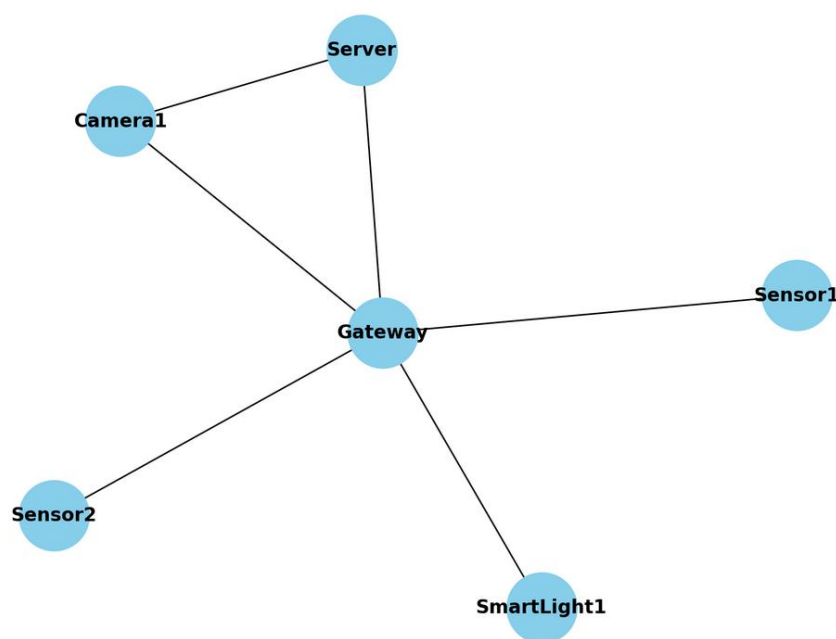 Server
Camera1
Sensor1
Gateway
Sensor2
SmartLight1